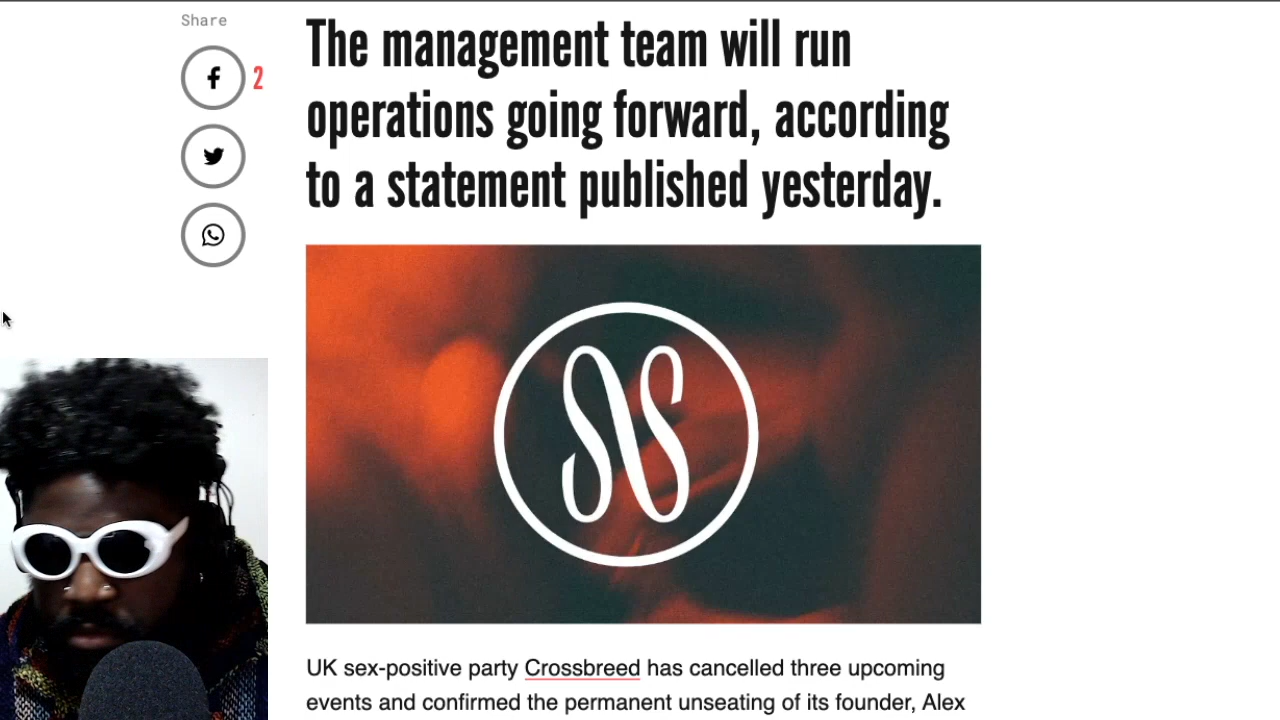 Share
2
The management team will run
operations going forward, according
to a statement published yesterday.
UK sex-positive party Crossbreed has cancelled three upcoming
events and confirmed the permanent unseating of its founder, Alex